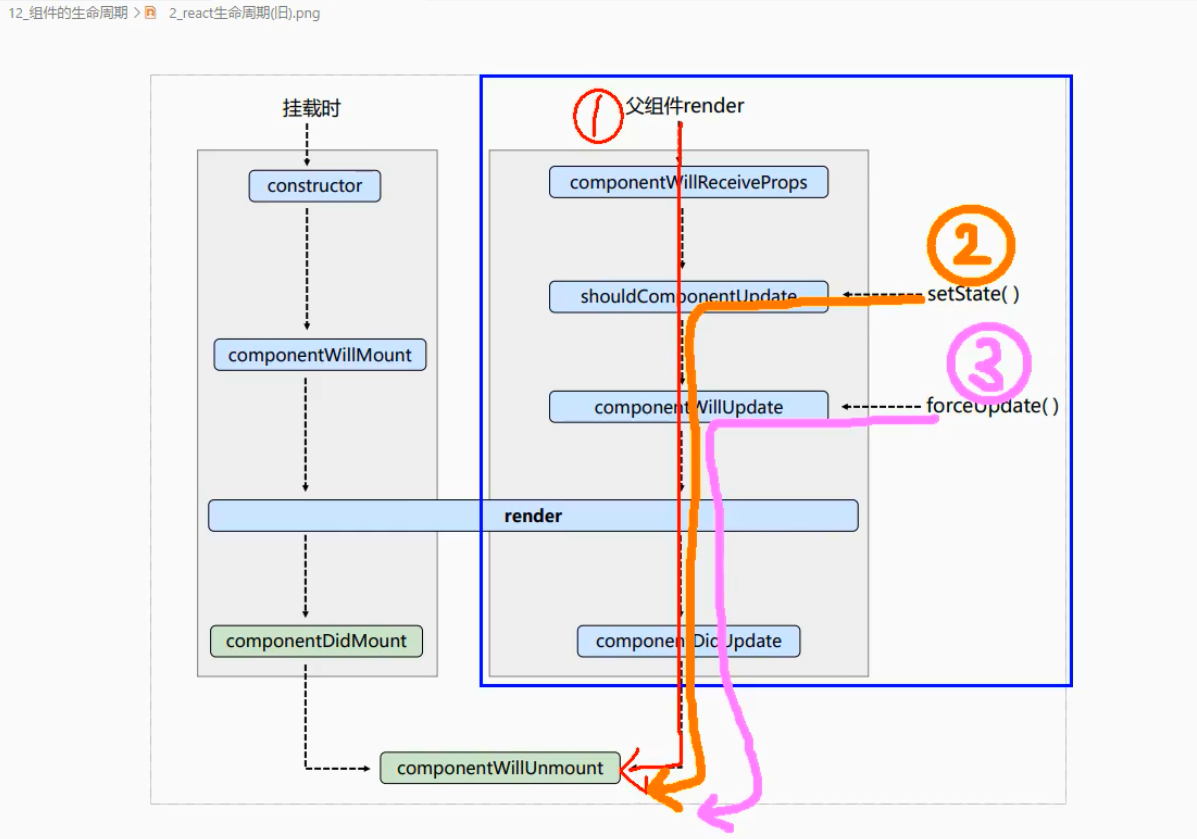 12_组件的生命周期 > 2_react生命周期(旧).png
挂载时
① 父组件render
constructor
componentWillReceiveProps
②
shouldComponentUpdate
setState( )
componentWillMount
③
componentWillUpdate
forceUpdate( )
render
componentDidMount
componentDidUpdate
componentWillUnmount